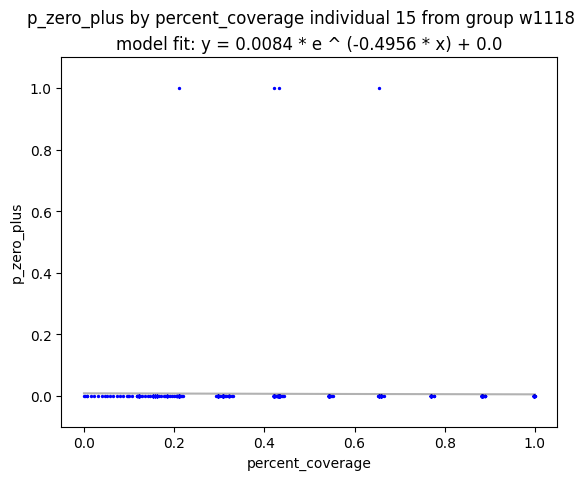 p_zero_plus by percent_coverage individual 15 from group w1118
model fit: y = 0.0084 * e ^ (-0.4956 * x) + 0.0
1.0
0.8
0.6
0.4
0.2
0.0
p_zero_plus
0.0 0.2 0.4 0.6 0.8 1.0
percent_coverage